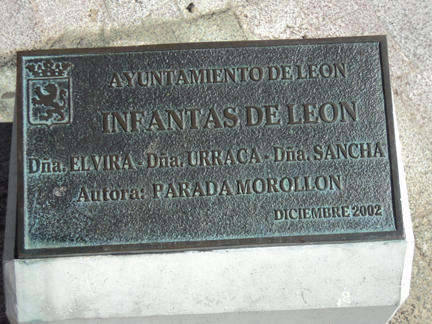 AYUNTAMIENTO DE LEON
INFANTAS DE LEON
Dña. ELVIRA - Dña. URRACA - Dña. SANCHA
Autora: PARADA MOROLLON
DICIEMBRE 2002